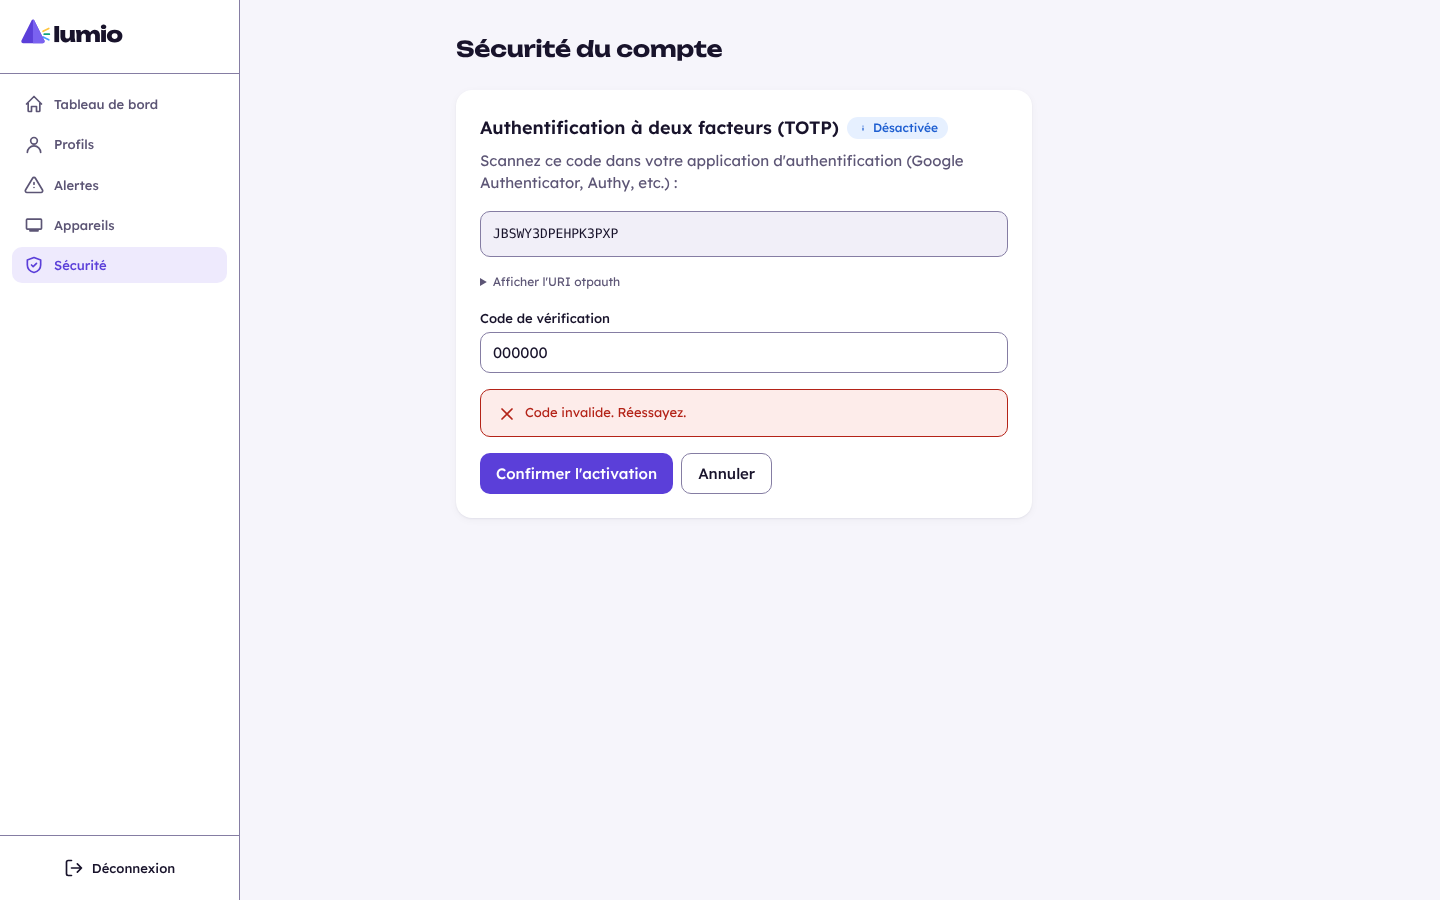 lumio
Tableau de bord
Profils
Alertes
Appareils
Sécurité
Déconnexion
Sécurité du compte
Authentification à deux facteurs (TOTP)
Désactivée
Scannez ce code dans votre application d'authentification (Google
Authenticator, Authy, etc.) :
JBSWY3DPEHPK3PXP
Afficher l'URI otpauth
Code de vérification
000000
Code invalide. Réessayez.
Confirmer l'activation
Annuler